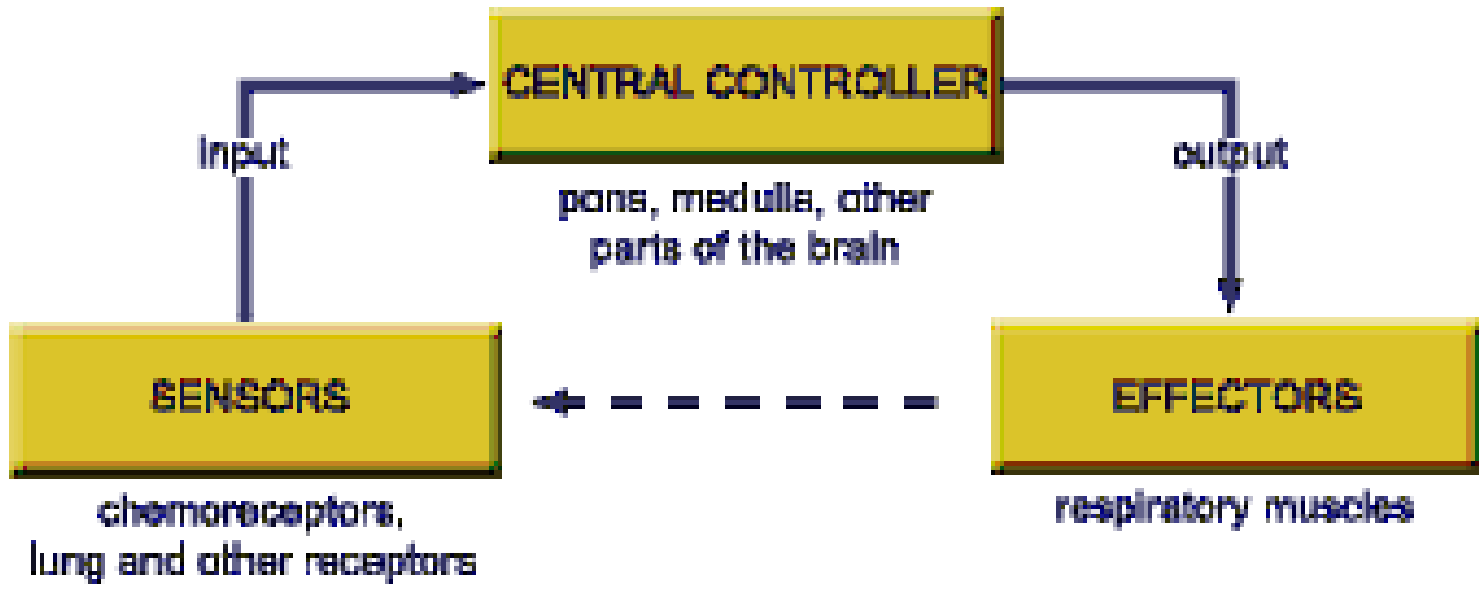 CENTRAL CONTROLLER
input
output
pons, medulla, other
parts of the brain
SENSORS
EFFECTORS
chemoreceptors,
lung and other receptors
respiratory muscles